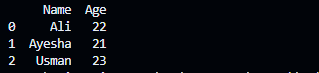 Name Age
0 Ali 22
1 Ayesha 21
2 Usman 23